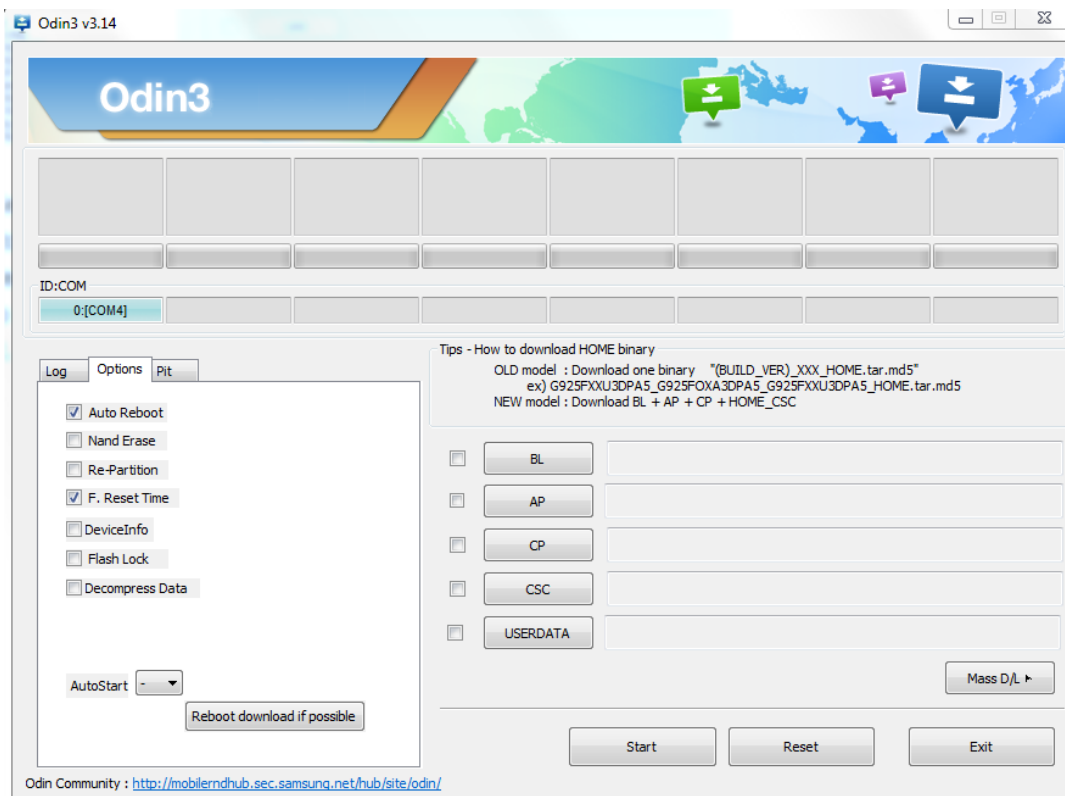 Odin3 v3.14
Odin3
ID:COM
0:[COM4]
Log Options Pit
Auto Reboot
Nand Erase
Re-Partition
F. Reset Time
DeviceInfo
Flash Lock
Decompress Data
AutoStart -
Reboot download if possible
Tips - How to download HOME binary
OLD model : Download one binary "(BUILD_VER)_XXX_HOME.tar.md5"
ex) G925FXXU3DPA5_G925FOXA3DPA5_G925FXXU3DPA5_HOME.tar.md5
NEW model : Download BL + AP + CP + HOME_CSC
BL
AP
CP
CSC
USERDATA
Mass D/L
Start Reset Exit
Odin Community : http://mobilerndhub.sec.samsung.net/hub/site/odin/